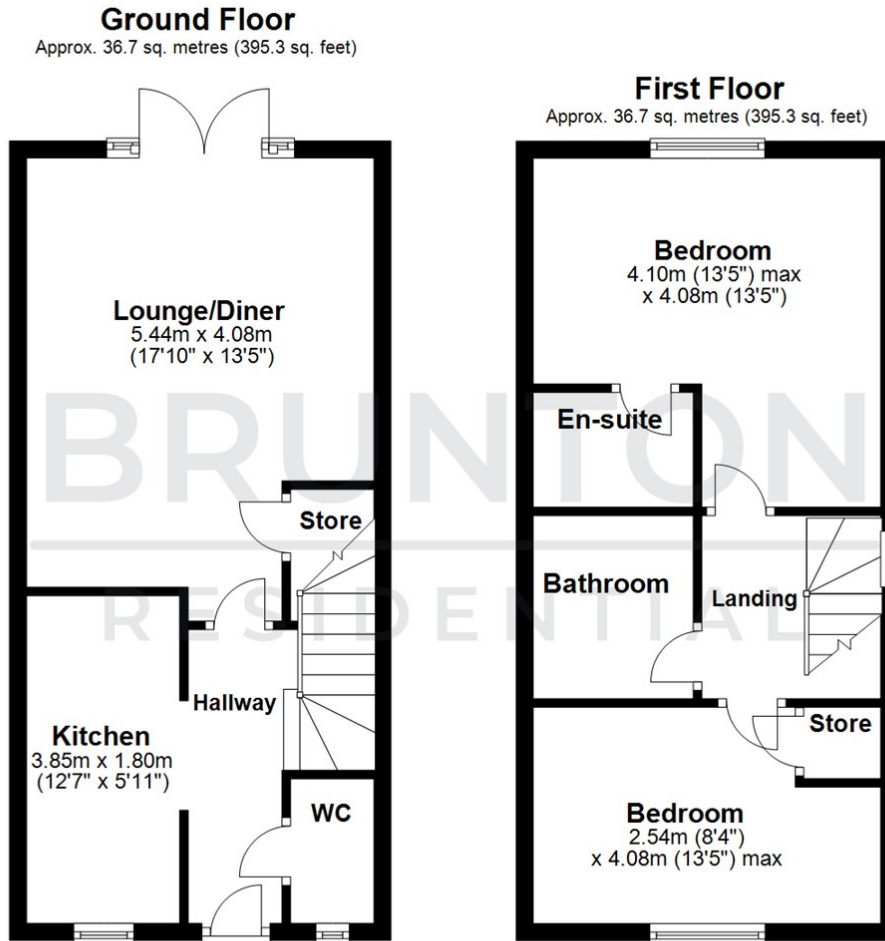 Ground Floor
Approx. 36.7 sq. metres (395.3 sq. feet)
Lounge/Diner
5.44m x 4.08m
(17'10" x 13'5")
Store
Hallway
Kitchen
3.85m x 1.80m
(12'7" x 5'11")
WC
First Floor
Approx. 36.7 sq. metres (395.3 sq. feet)
Bedroom
4.10m (13'5") max
x 4.08m (13'5")
En-suite
Bathroom
Landing
Store
Bedroom
2.54m (8'4")
x 4.08m (13'5") max
BRUNTON
RESIDENTIAL